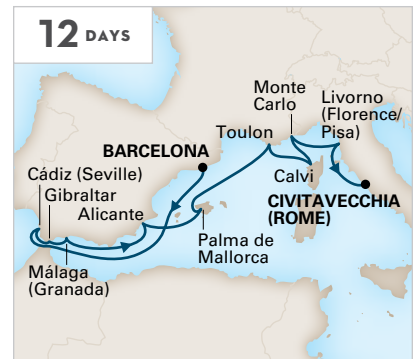 12 DAYS
Monte
Carlo
Livorno
(Florence/
Pisa)
Toulon
BARCELONA
Calvi
Cádiz (Seville)
Gibraltar
Alicante
CIVITAVECCHIA
(ROME)
Palma de
Mallorca
Málaga
(Granada)